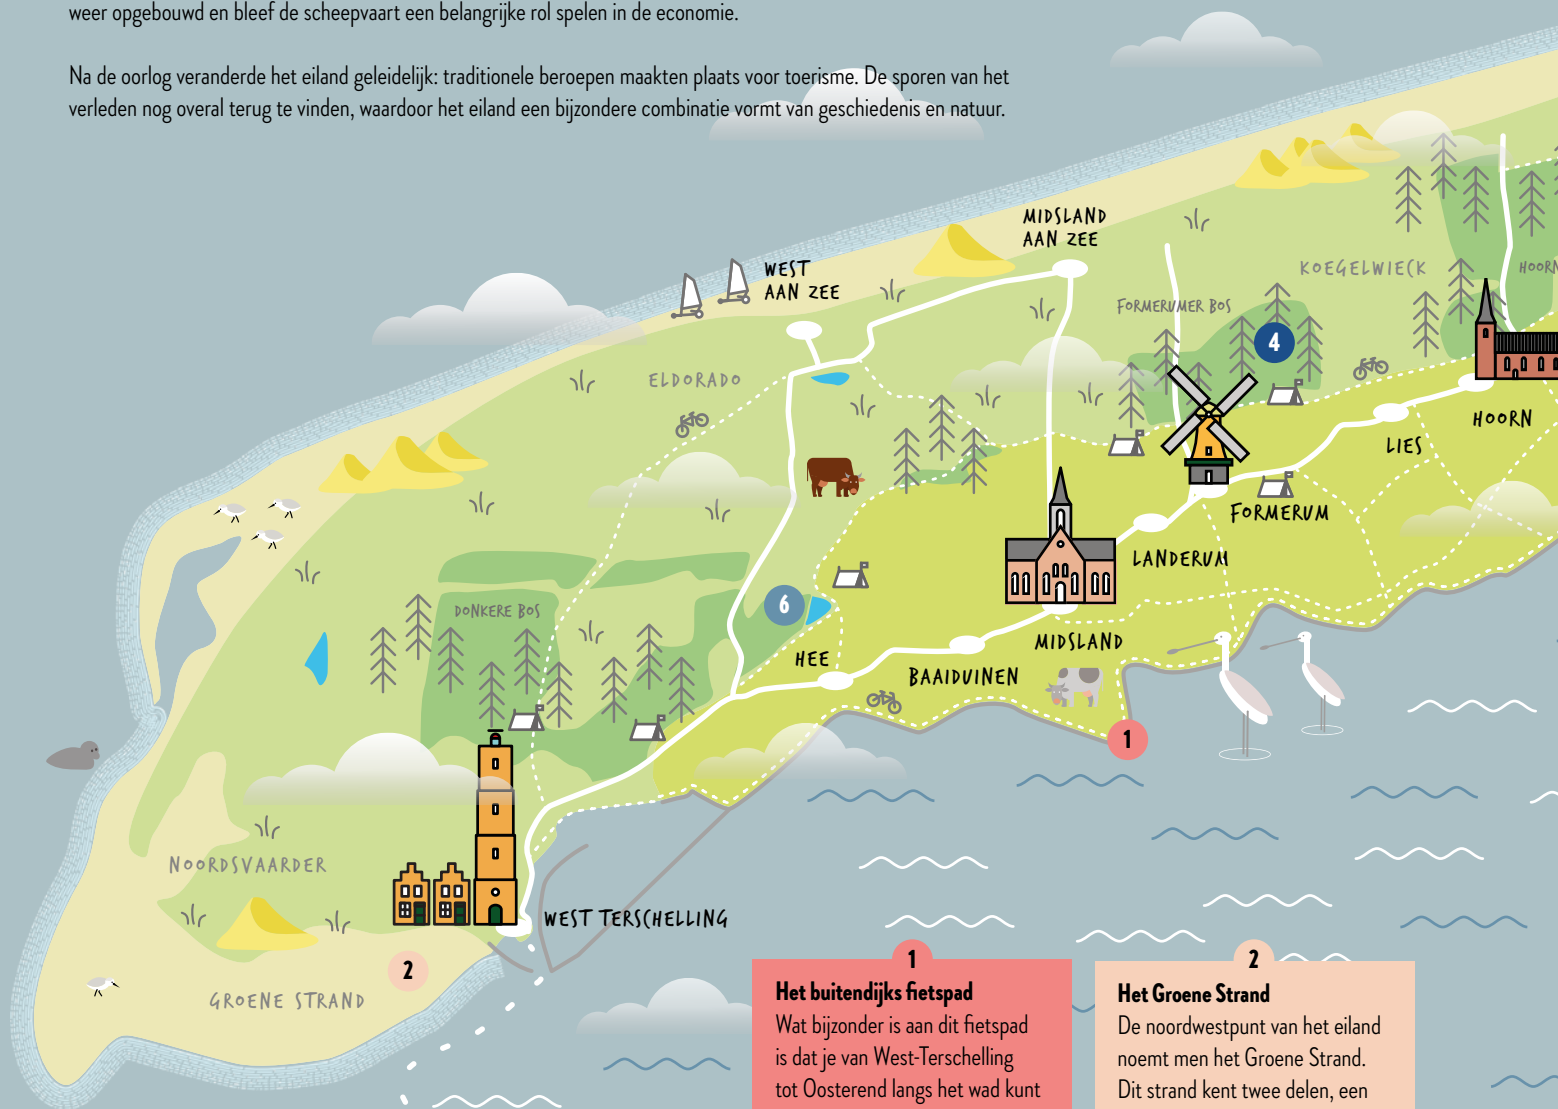 weer opgebouwd en bleef de scheepvaart een belangrijke rol spelen in de economie.
Na de oorlog veranderde het eiland geleidelijk: traditionele beroepen maakten plaats voor toerisme. De sporen van het
verleden nog overal terug te vinden, waardoor het eiland een bijzondere combinatie vormt van geschiedenis en natuur.
MIDSLAND
AAN ZEE
WEST
AAN ZEE
KOEGELWIECK
HOORN
FORMERUMER BOS
4
ELDORADO
HOORN
LIES
FORMERUM
LANDERUM
6
DONKERE BOS
MIDSLAND
HEE
BAAIDUINEN
1
NOORDSVAARDER
WEST TERSCHELLING
2
GROENE STRAND
1
Het buitendijks fietspad
Wat bijzonder is aan dit fietspad
is dat je van West-Terschelling
tot Oosterend langs het wad kunt
2
Het Groene Strand
De noordwestpunt van het eiland
noemt men het Groene Strand.
Dit strand kent twee delen, een